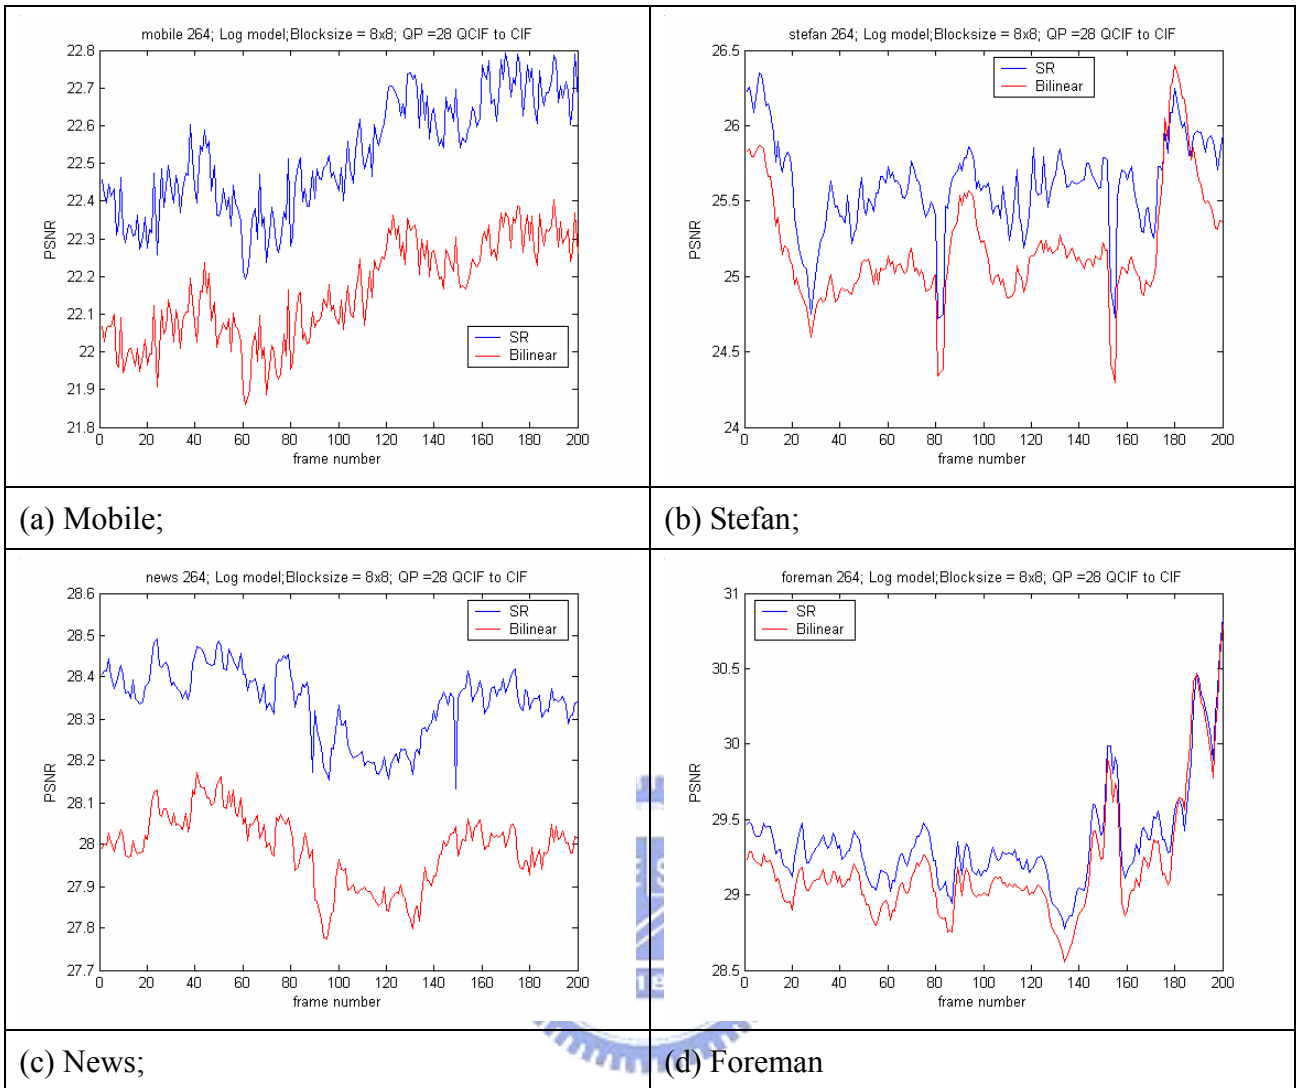 mobile 264; Log model;Blocksize = 8x8; QP =28 QCIF to CIF
22.8
22.7
22.6
22.5
22.4
22.3
22.2
22.1
22
21.9
21.8
PSNR
SR
Bilinear
0 20 40 60 80 100 120 140 160 180 200
frame number
(a) Mobile;
stefan 264; Log model;Blocksize = 8x8; QP =28 QCIF to CIF
26.5
26
25.5
25
24.5
24
PSNR
SR
Bilinear
0 20 40 60 80 100 120 140 160 180 200
frame number
(b) Stefan;
news 264; Log model;Blocksize = 8x8; QP =28 QCIF to CIF
28.6
28.5
28.4
28.3
28.2
28.1
28
27.9
27.8
27.7
PSNR
SR
Bilinear
0 20 40 60 80 100 120 140 160 180 200
frame number
(c) News;
foreman 264; Log model;Blocksize = 8x8; QP =28 QCIF to CIF
31
30.5
30
29.5
29
28.5
PSNR
SR
Bilinear
0 20 40 60 80 100 120 140 160 180 200
frame number
(d) Foreman